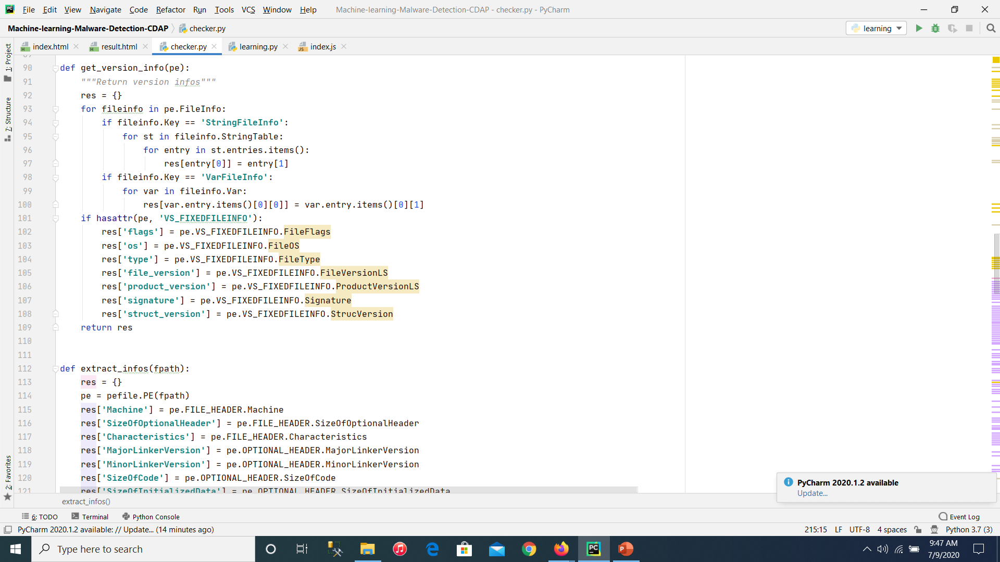 File Edit View Navigate Code Refactor Run Tools VCS Window Help Machine-learning-Malware-Detection-CDAP - checker.py - PyCharm
Machine-learning-Malware-Detection-CDAP checker.py learning
index.html result.html checker.py learning.py index.js
1: Project
7: Structure
2: Favorites
89
90 def get_version_info(pe):
91 """Return version infos"""
92 res = {}
93 for fileinfo in pe.FileInfo:
94 if fileinfo.Key == 'StringFileInfo':
95 for st in fileinfo.StringTable:
96 for entry in st.entries.items():
97 res[entry[0]] = entry[1]
98 if fileinfo.Key == 'VarFileInfo':
99 for var in fileinfo.Var:
100 res[var.entry.items()[0][0]] = var.entry.items()[0][1]
101 if hasattr(pe, 'VS_FIXEDFILEINFO'):
102 res['flags'] = pe.VS_FIXEDFILEINFO.FileFlags
103 res['os'] = pe.VS_FIXEDFILEINFO.FileOS
104 res['type'] = pe.VS_FIXEDFILEINFO.FileType
105 res['file_version'] = pe.VS_FIXEDFILEINFO.FileVersionLS
106 res['product_version'] = pe.VS_FIXEDFILEINFO.ProductVersionLS
107 res['signature'] = pe.VS_FIXEDFILEINFO.Signature
108 res['struct_version'] = pe.VS_FIXEDFILEINFO.StrucVersion
109 return res
110
111
112 def extract_infos(fpath):
113 res = {}
114 pe = pefile.PE(fpath)
115 res['Machine'] = pe.FILE_HEADER.Machine
116 res['SizeOfOptionalHeader'] = pe.FILE_HEADER.SizeOfOptionalHeader
117 res['Characteristics'] = pe.FILE_HEADER.Characteristics
118 res['MajorLinkerVersion'] = pe.OPTIONAL_HEADER.MajorLinkerVersion
119 res['MinorLinkerVersion'] = pe.OPTIONAL_HEADER.MinorLinkerVersion
120 res['SizeOfCode'] = pe.OPTIONAL_HEADER.SizeOfCode
121 res['SizeOfInitializedData'] = pe.OPTIONAL_HEADER.SizeOfInitializedData
PyCharm 2020.1.2 available
Update...
extract_infos()
6: TODO Terminal Python Console Event Log
PyCharm 2020.1.2 available: // Update... (14 minutes ago) 215:15 LF UTF-8 4 spaces Python 3.7 (3)
Type here to search
9:47 AM
7/9/2020